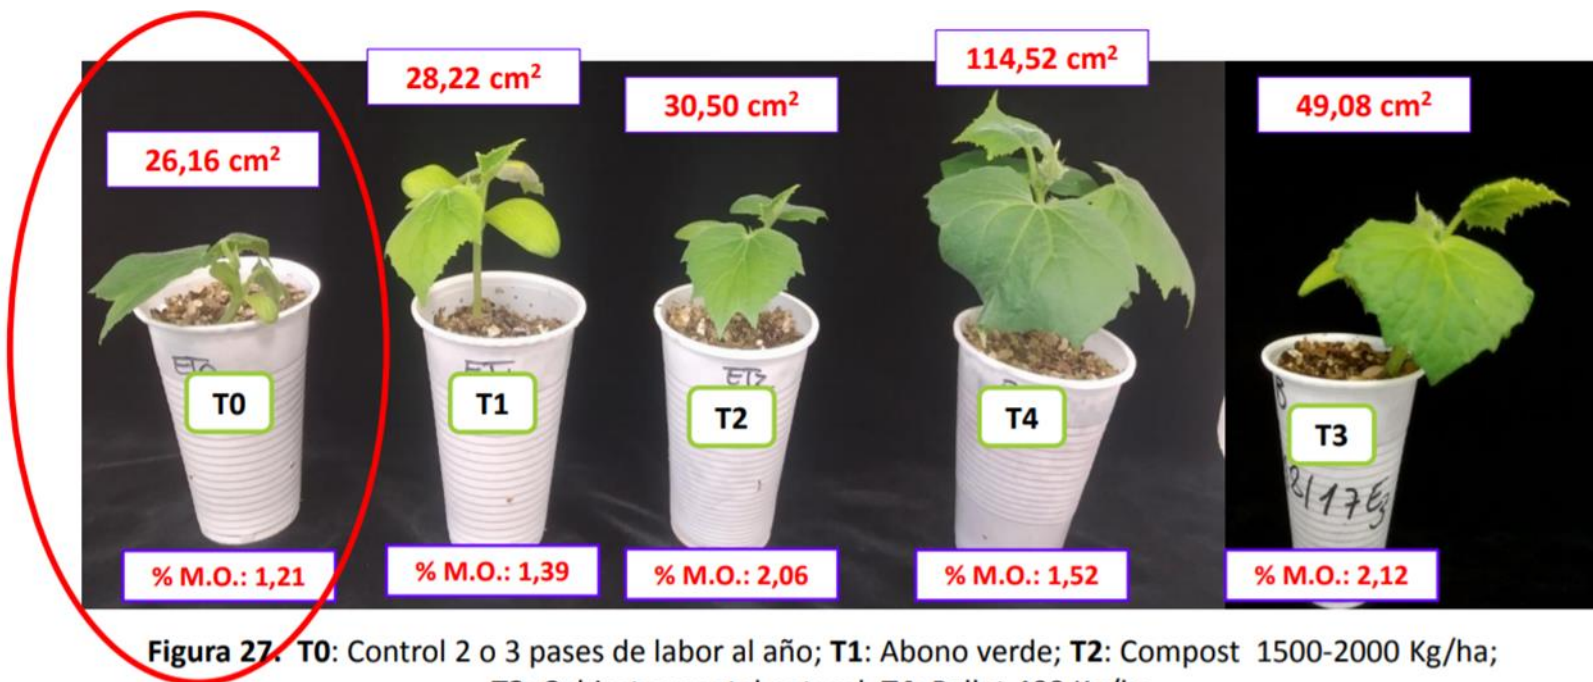 114,52 cm²
28,22 cm²
30,50 cm²
49,08 cm²
26,16 cm²
ET0
T0
T1
ET2
T2
T4
T3
% M.O.: 1,21
% M.O.: 1,39
% M.O.: 2,06
% M.O.: 1,52
% M.O.: 2,12
Figura 27. T0: Control 2 o 3 pases de labor al año; T1: Abono verde; T2: Compost 1500-2000 Kg/ha;